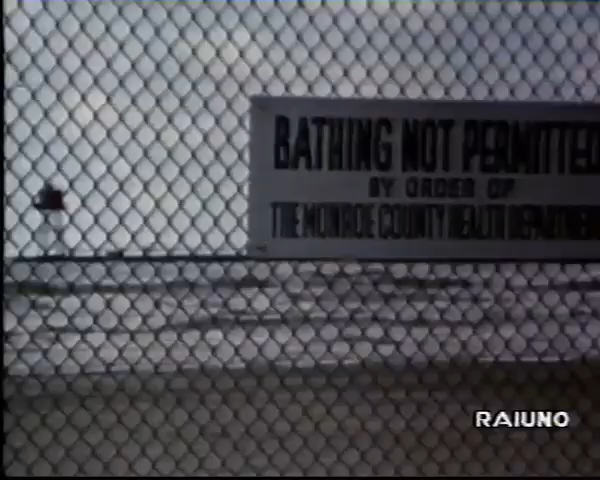 BATHING NOT PERMITTED
BY ORDER OF
THE MONROE COUNTY HEALTH DEPARTMENT
RAIUNO